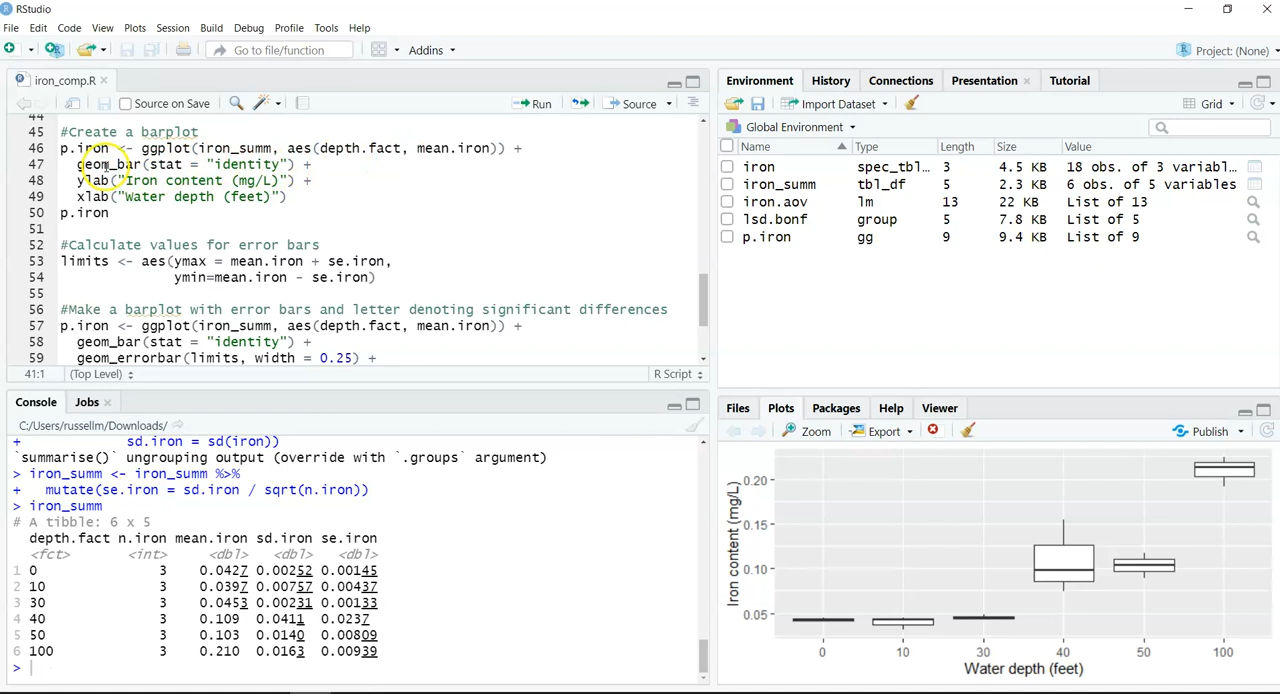 RStudio
File Edit Code View Plots Session Build Debug Profile Tools Help
Go to file/function Addins Project: (None)
iron_comp.R
Source on Save Run Source
44
45 #Create a barplot
46 p.iron <- ggplot(iron_summ, aes(depth.fact, mean.iron)) +
47 geom_bar(stat = "identity") +
48 ylab("Iron content (mg/L)") +
49 xlab("Water depth (feet)")
50 p.iron
51
52 #Calculate values for error bars
53 limits <- aes(ymax = mean.iron + se.iron,
54 ymin=mean.iron - se.iron)
55
56 #Make a barplot with error bars and letter denoting significant differences
57 p.iron <- ggplot(iron_summ, aes(depth.fact, mean.iron)) +
58 geom_bar(stat = "identity") +
59 geom_errorbar(limits, width = 0.25) +
41:1 (Top Level) R Script
Console Jobs
C:/Users/russellm/Downloads/
+ sd.iron = sd(iron))
`summarise()` ungrouping output (override with `.groups` argument)
> iron_summ <- iron_summ %>%
+ mutate(se.iron = sd.iron / sqrt(n.iron))
> iron_summ
# A tibble: 6 x 5
depth.fact n.iron mean.iron sd.iron se.iron
<fct> <int> <dbl> <dbl> <dbl>
1 0 3 0.0427 0.00252 0.00145
2 10 3 0.0397 0.00757 0.00437
3 30 3 0.0453 0.00231 0.00133
4 40 3 0.109 0.0411 0.0237
5 50 3 0.103 0.0140 0.00809
6 100 3 0.210 0.0163 0.00939
>
Environment History Connections Presentation Tutorial
Import Dataset Grid
Global Environment
Name Type Length Size Value
iron spec_tbl… 3 4.5 KB 18 obs. of 3 variabl…
iron_summ tbl_df 5 2.3 KB 6 obs. of 5 variables
iron.aov lm 13 22 KB List of 13
lsd.bonf group 5 7.8 KB List of 5
p.iron gg 9 9.4 KB List of 9
Files Plots Packages Help Viewer
Zoom Export Publish
Iron content (mg/L)
0.20
0.15
0.10
0.05
0 10 30 40 50 100
Water depth (feet)